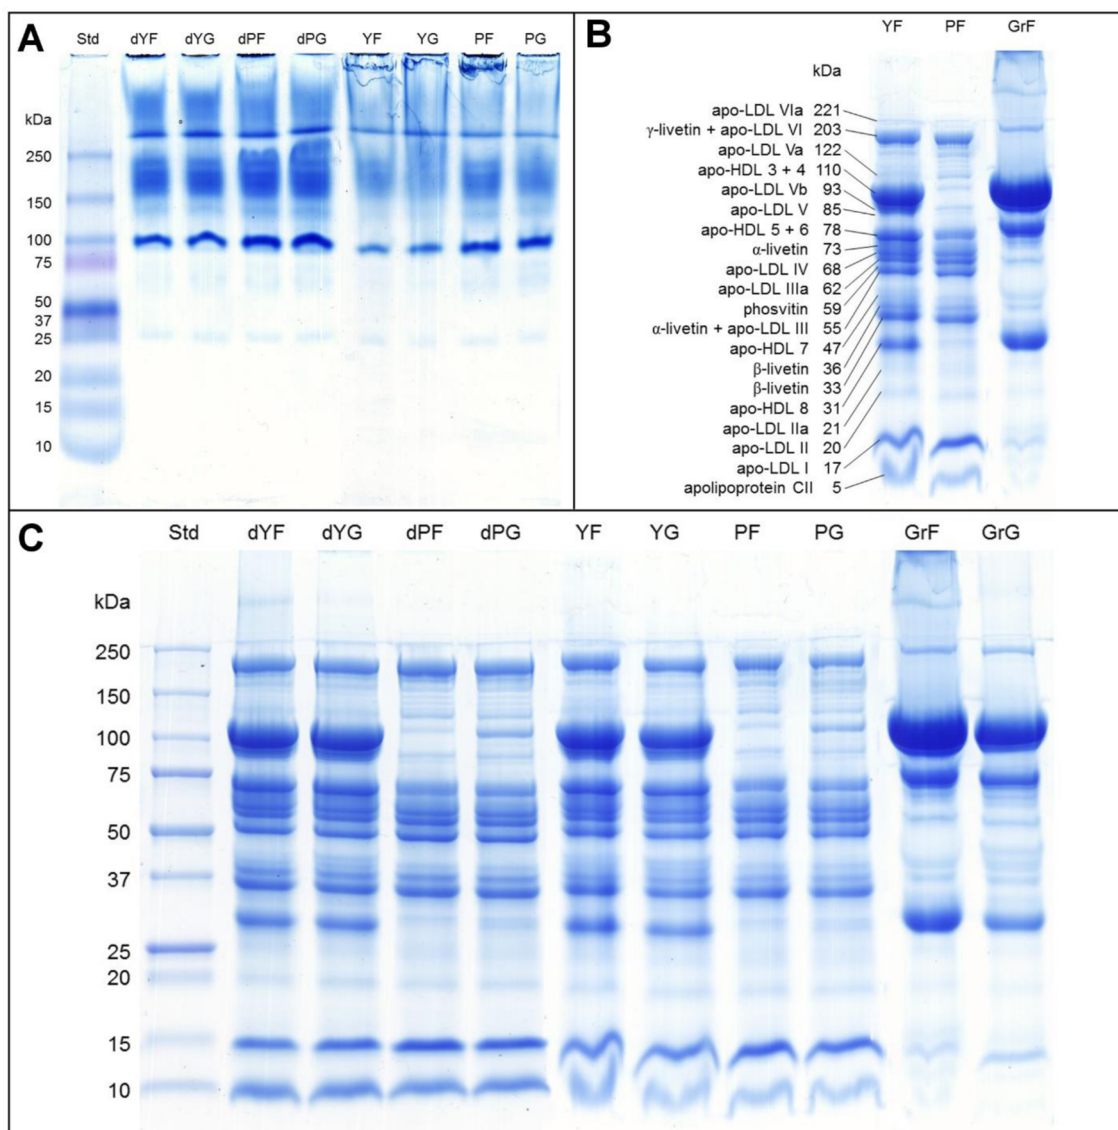 A
Std dYF dYG dPF dPG YF YG PF PG
kDa
250
150
100
75
50
37
25
20
15
10
B
YF PF GrF
kDa
apo-LDL VIa 221
γ-livetin + apo-LDL VI 203
apo-LDL Va 122
apo-HDL 3 + 4 110
apo-LDL Vb 93
apo-LDL V 85
apo-HDL 5 + 6 78
α-livetin 73
apo-LDL IV 68
apo-LDL IIIa 62
phosvitin 59
α-livetin + apo-LDL III 55
apo-HDL 7 47
β-livetin 36
β-livetin 33
apo-HDL 8 31
apo-LDL IIa 21
apo-LDL II 20
apo-LDL I 17
apolipoprotein CII 5
C
Std dYF dYG dPF dPG YF YG PF PG GrF GrG
kDa
250
150
100
75
50
37
25
20
15
10